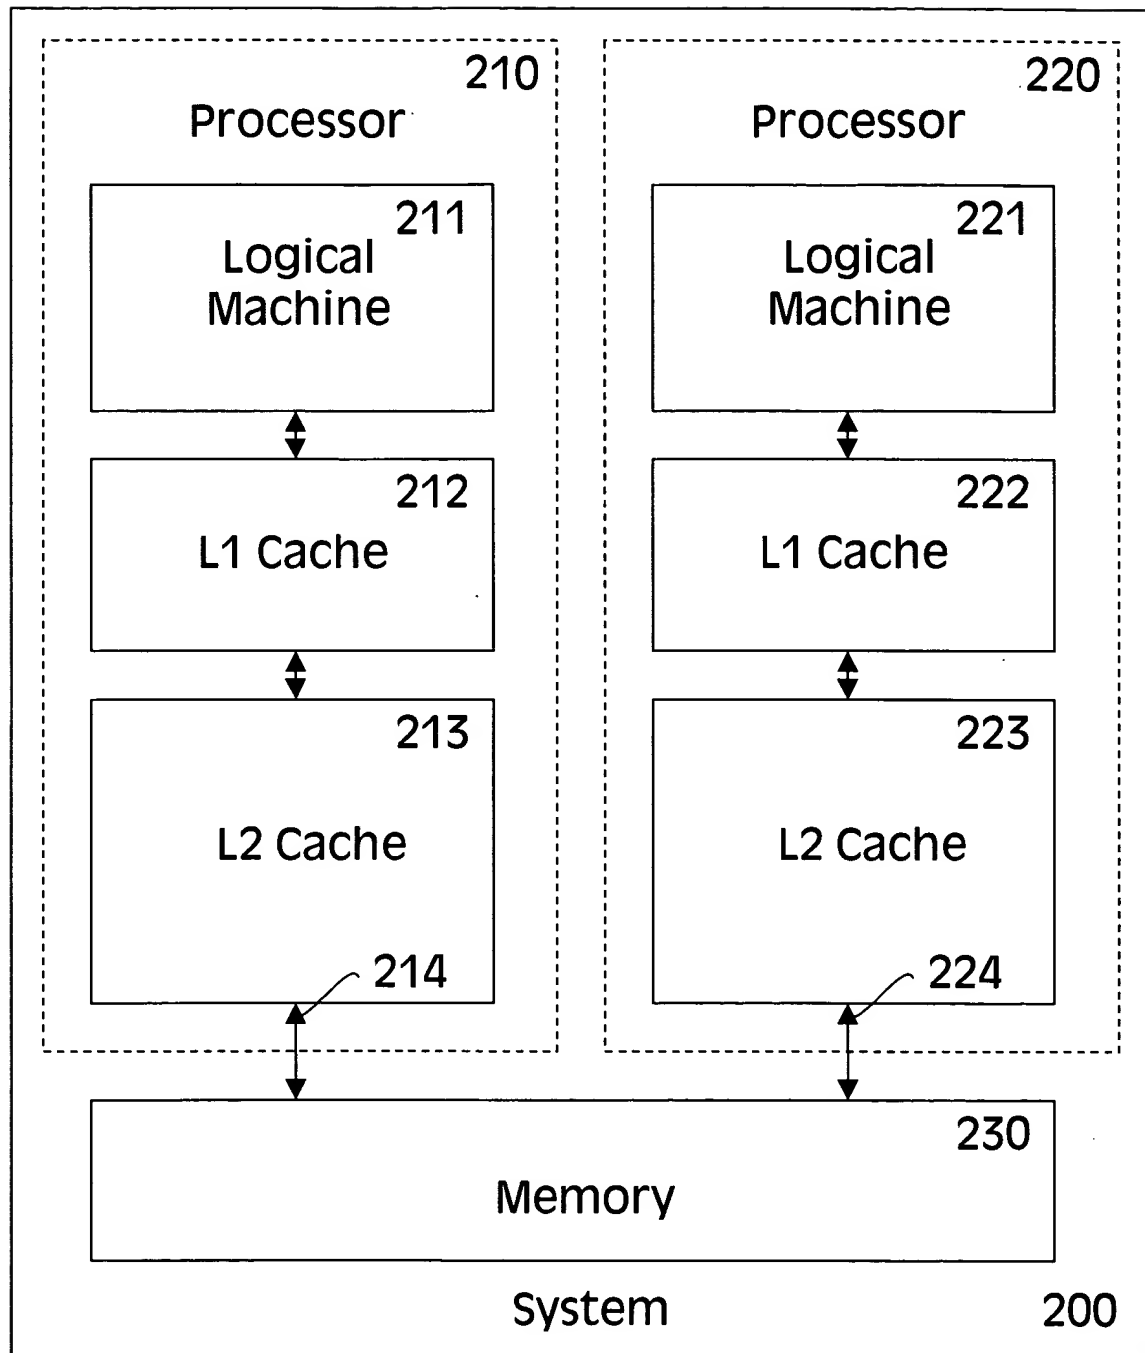 210
Processor
211
Logical
Machine
212
L1 Cache
213
L2 Cache
214
220
Processor
221
Logical
Machine
222
L1 Cache
223
L2 Cache
224
230
Memory
System 200